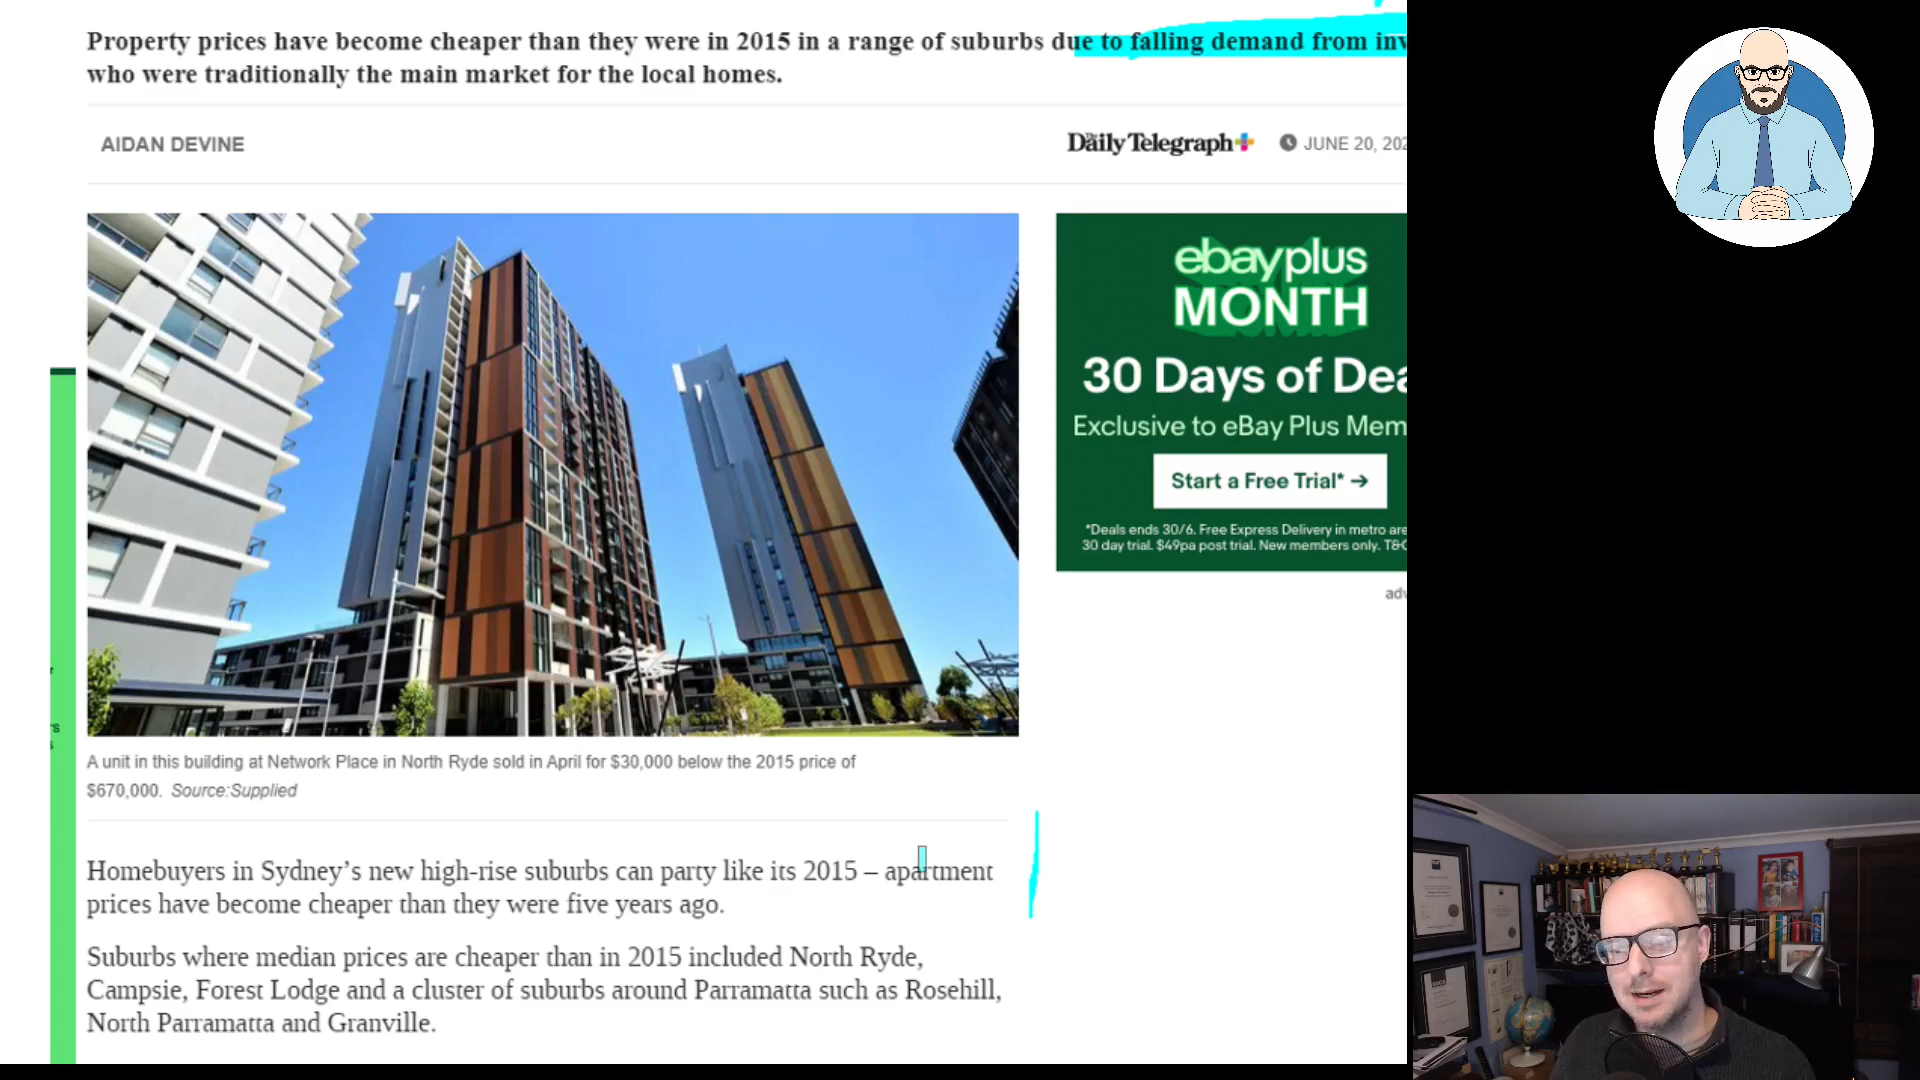 Property prices have become cheaper than they were in 2015 in a range of suburbs due to falling demand from inv
who were traditionally the main market for the local homes.
AIDAN DEVINE
The Daily Telegraph
JUNE 20, 202
ebayplus
MONTH
30 Days of Dea
Exclusive to eBay Plus Mem
Start a Free Trial* →
*Deals ends 30/6. Free Express Delivery in metro are
30 day trial. $49pa post trial. New members only. T&C
adv
A unit in this building at Network Place in North Ryde sold in April for $30,000 below the 2015 price of
$670,000. Source:Supplied
Homebuyers in Sydney’s new high-rise suburbs can party like its 2015 – apartment
prices have become cheaper than they were five years ago.
Suburbs where median prices are cheaper than in 2015 included North Ryde,
Campsie, Forest Lodge and a cluster of suburbs around Parramatta such as Rosehill,
North Parramatta and Granville.